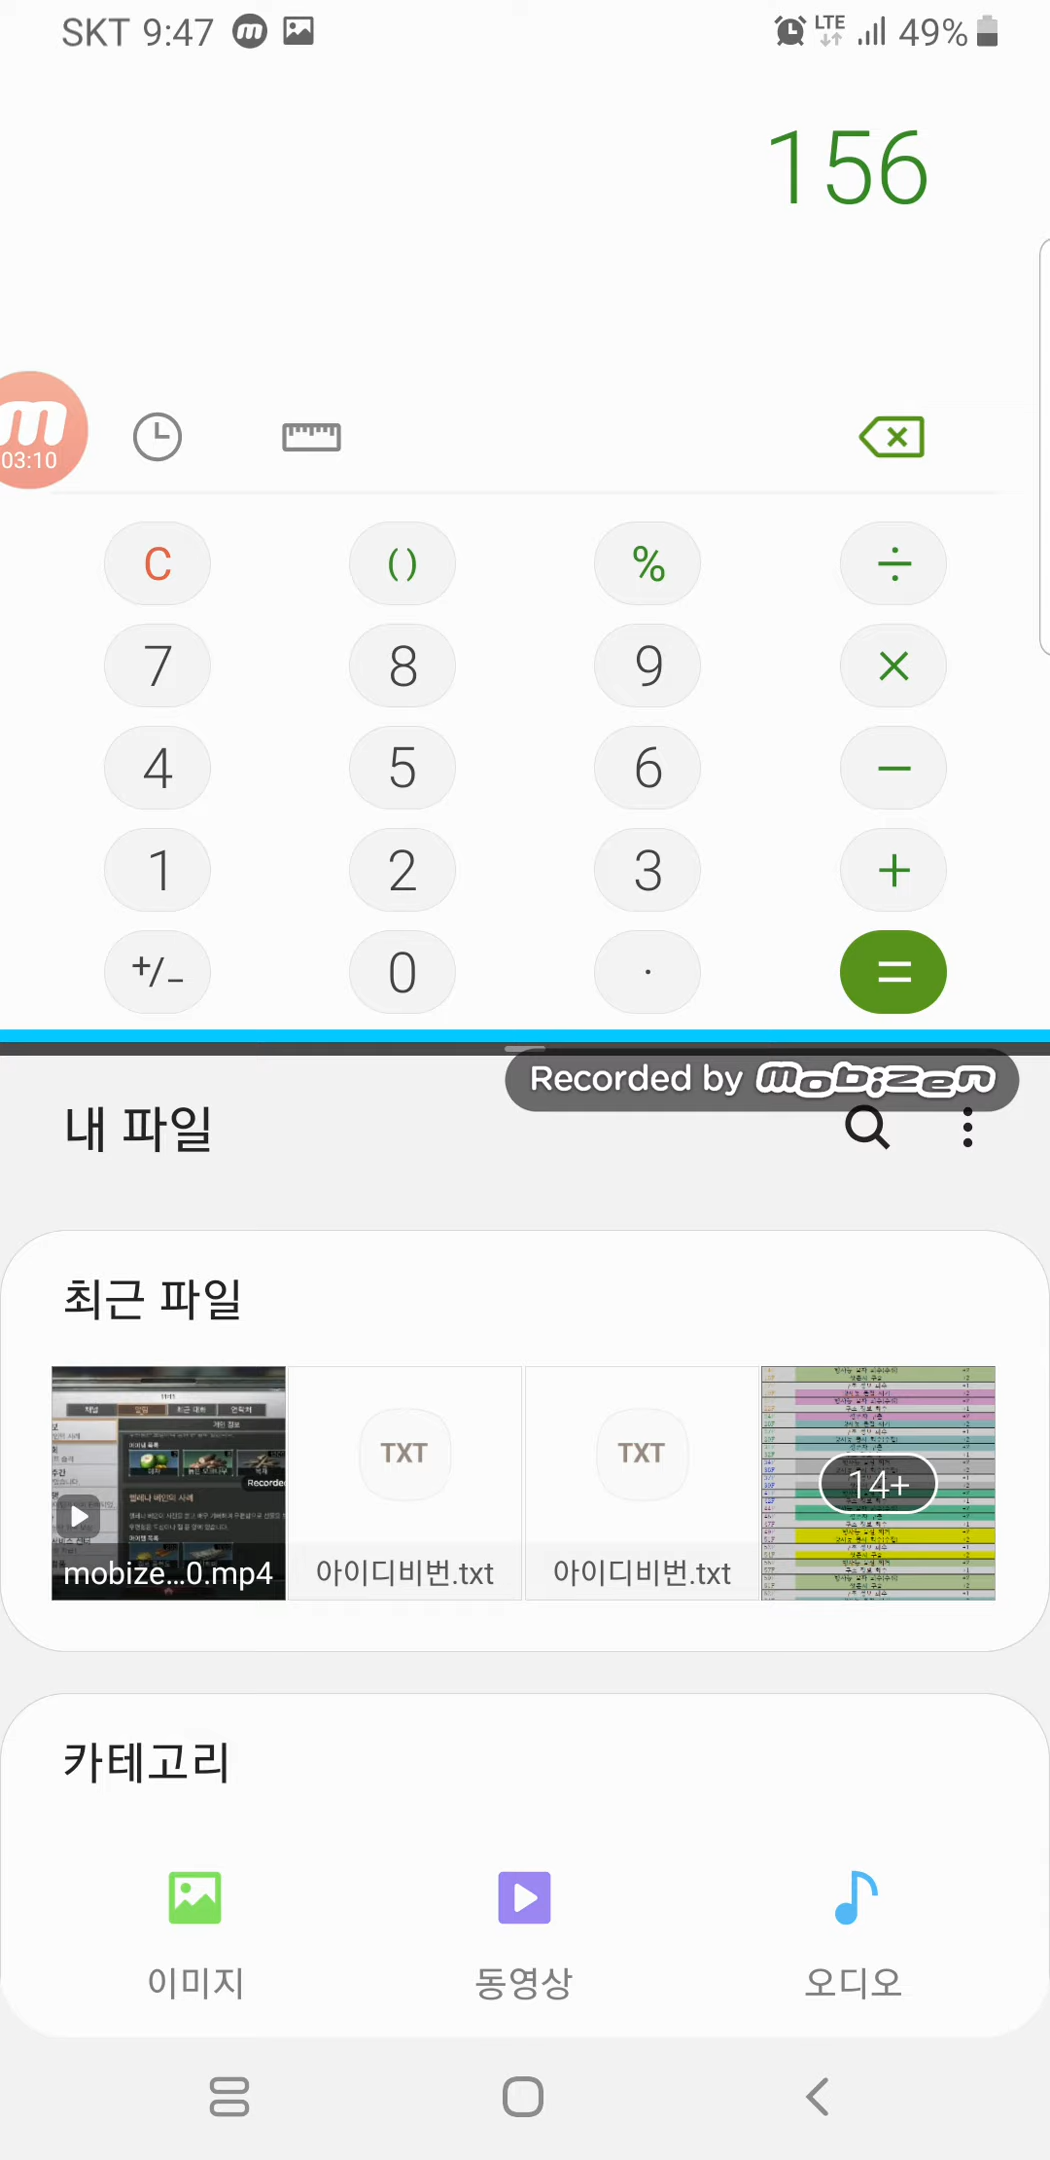 SKT 9:47
LTE 49%
156
03:10
C () % ÷
7 8 9 ×
4 5 6 −
1 2 3 +
+/− 0 . =
Recorded by mobizen
내 파일
최근 파일
TXT TXT
14+
mobize...0.mp4 아이디비번.txt 아이디비번.txt
카테고리
이미지 동영상 오디오